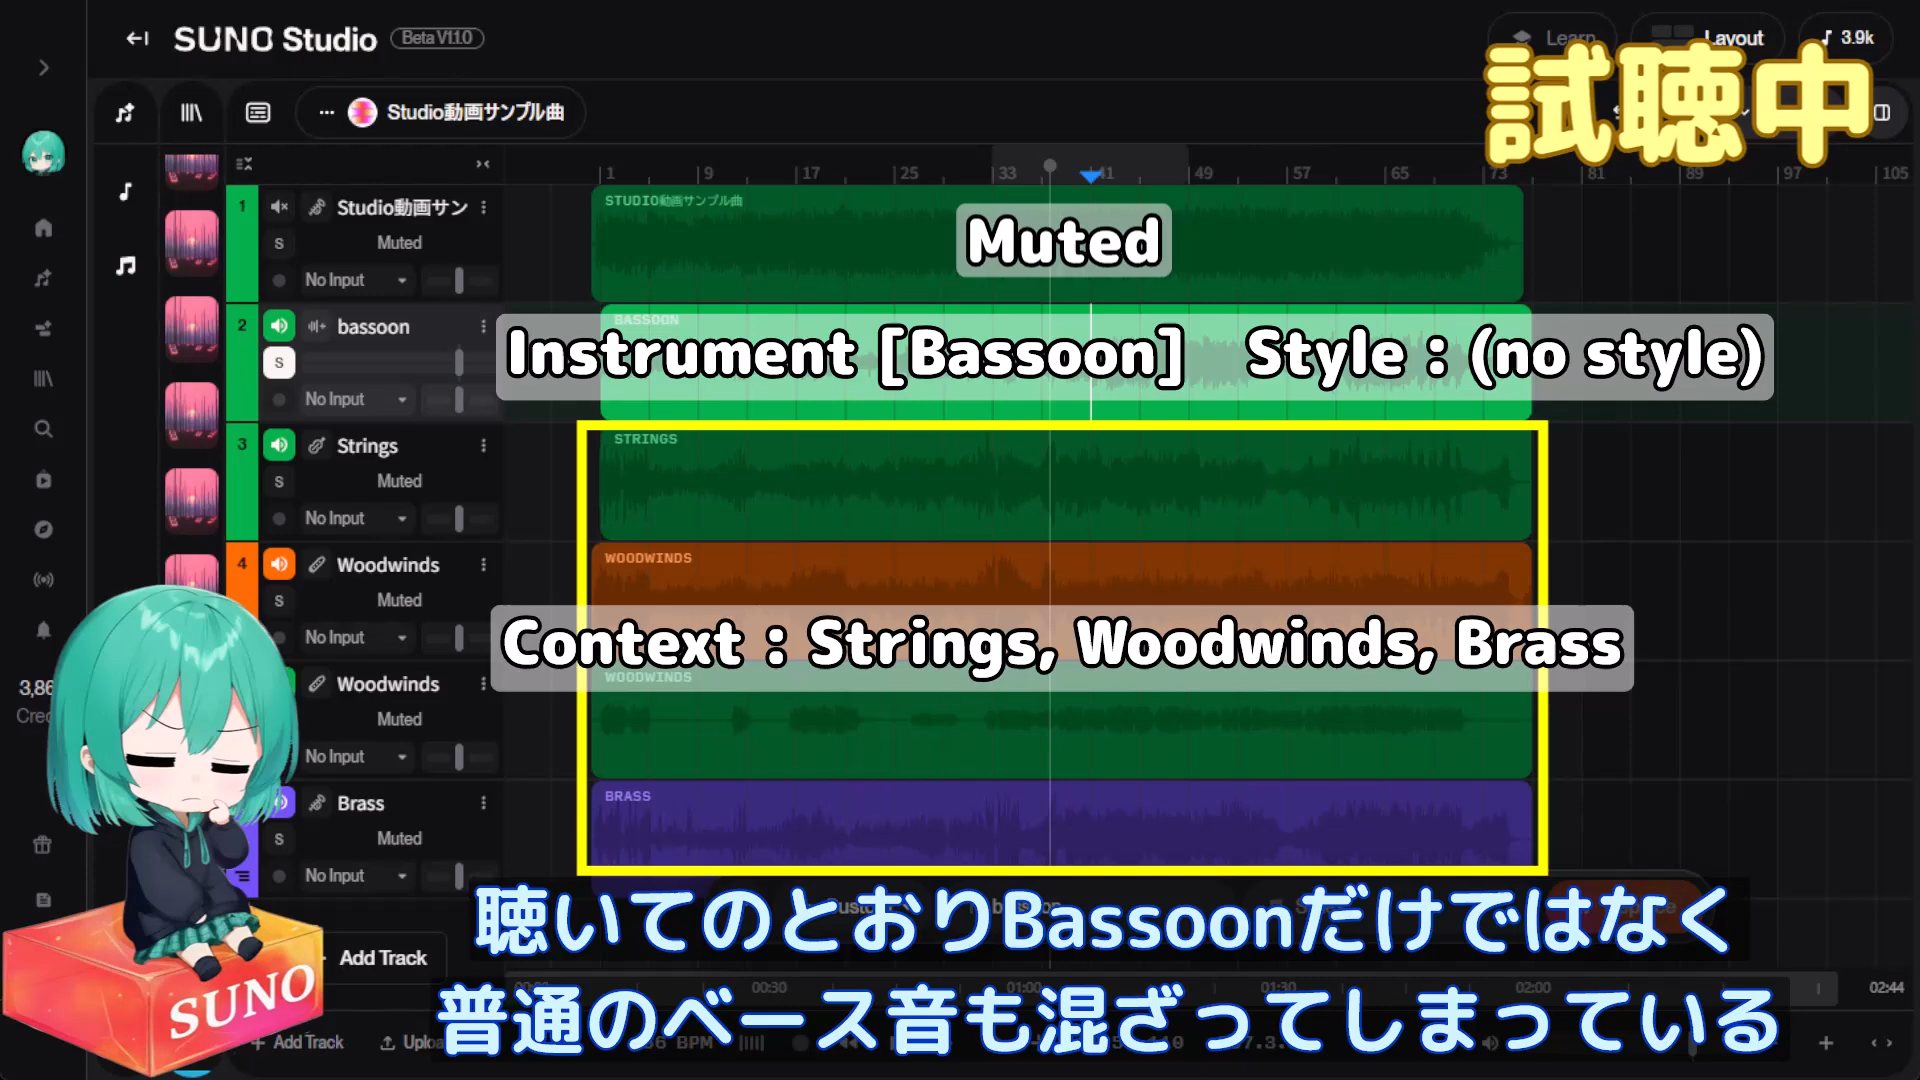 SUNO Studio Beta V1.1.0
Learn Layout 3.9k
試聴中
Studio動画サンプル曲
1 9 17 25 33 41 49 57 65 73 81 89 97 105
1 Studio動画サン
STUDIO動画サンプル曲
S Muted
Muted
No Input
2 bassoon
BASSOON
Instrument [Bassoon] Style : (no style)
S
No Input
3 Strings
STRINGS
S Muted
No Input
4 Woodwinds
WOODWINDS
S Muted
No Input
Context : Strings, Woodwinds, Brass
Woodwinds
WOODWINDS
Muted
No Input
Brass
BRASS
S Muted
No Input
聴いてのとおりBassoonだけではなく
Add Track
SUNO
00:30 01:00 01:30 02:00 02:44
普通のベース音も混ざってしまっている
Add Track
BPM